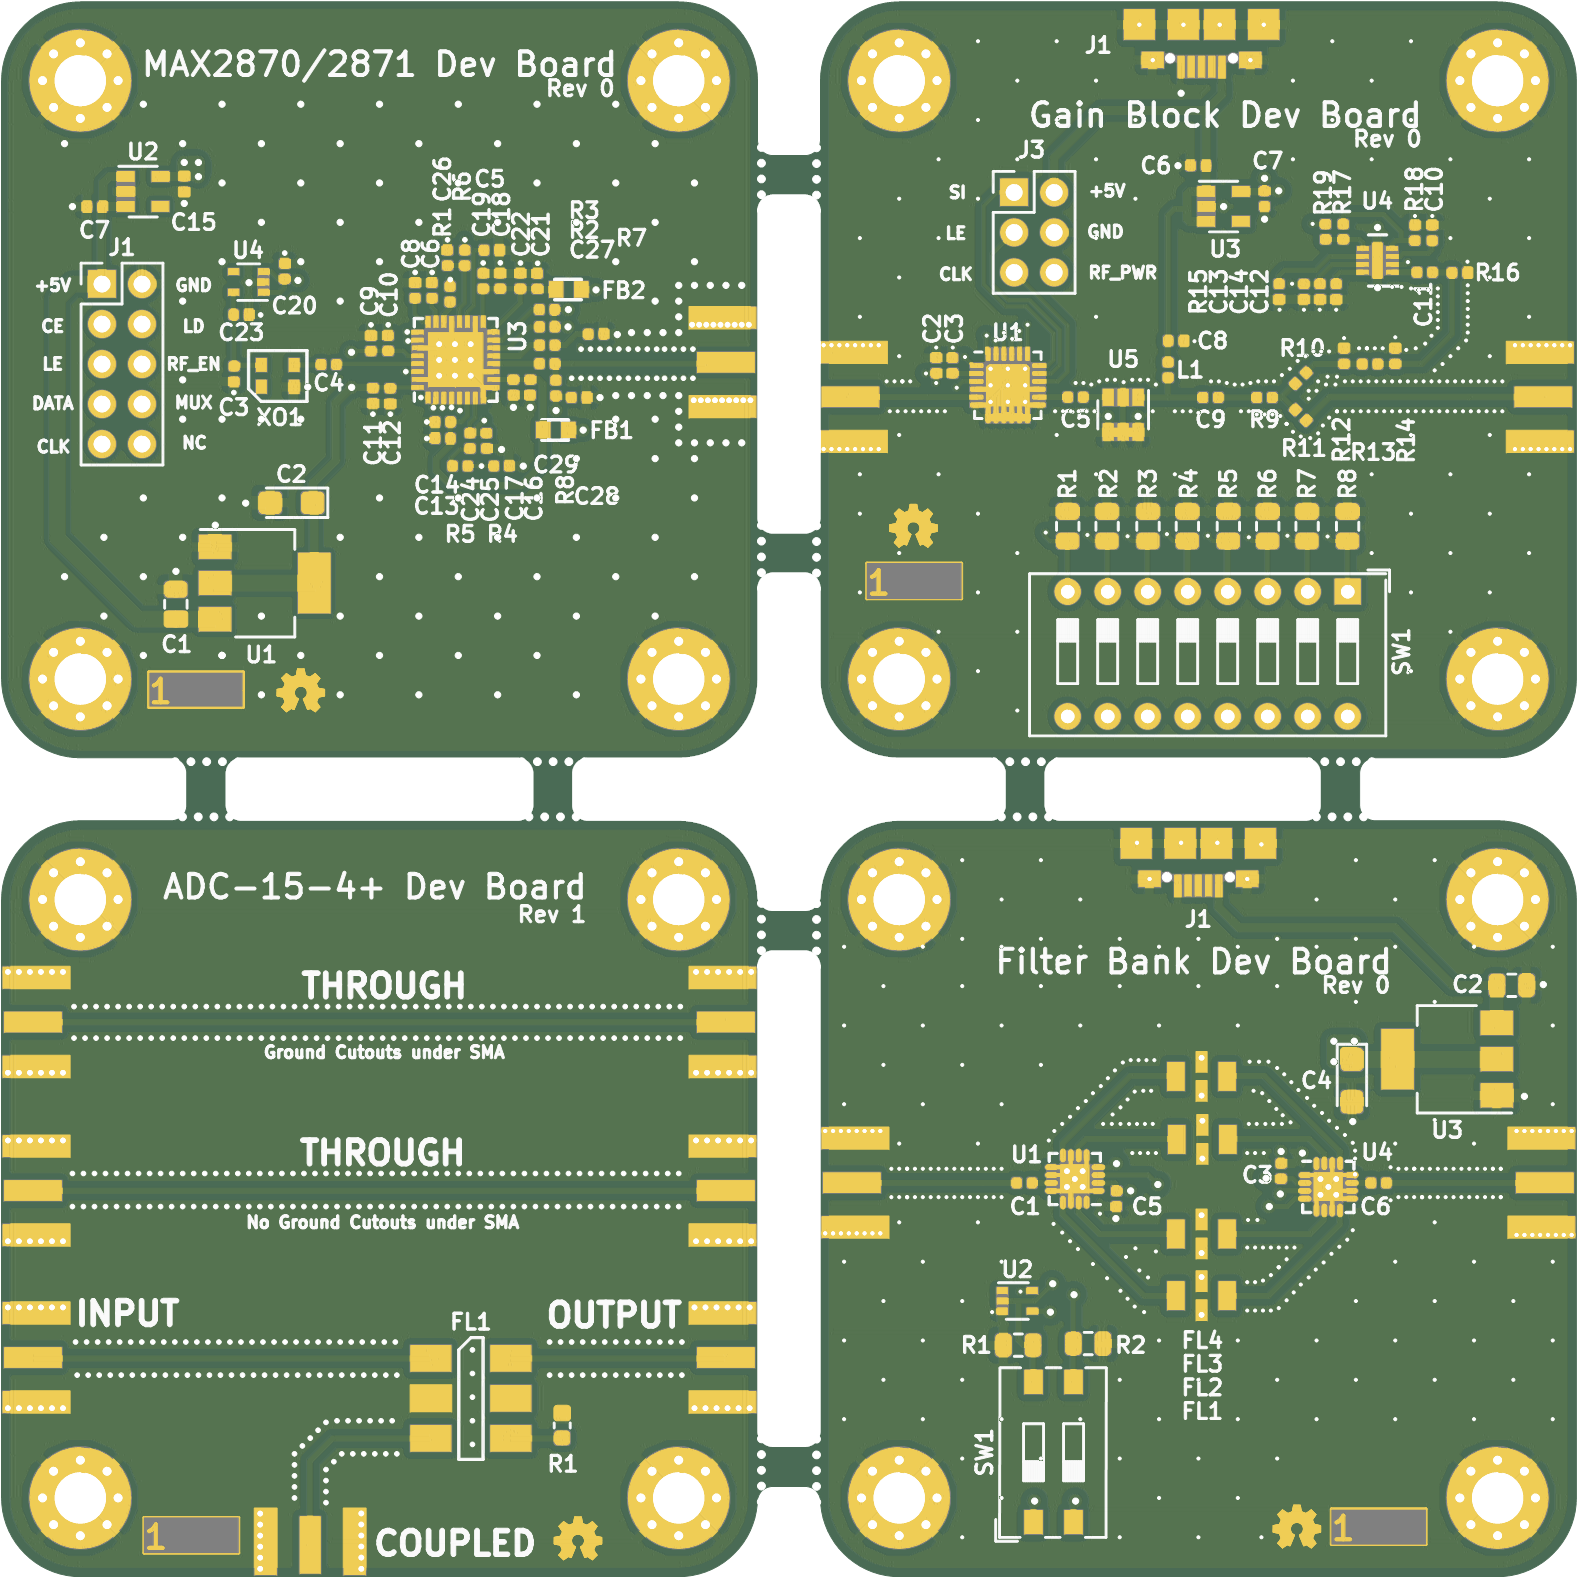 MAX2870/2871 Dev Board
Rev 0
U2
C7
C15
J1
+5V
GND
CE
LD
LE
RF_EN
DATA
MUX
CLK
NC
U4
C20
C23
C3
XO1
C4
C9
C10
C8
C6
R1
C26
R6
C5
C19
C18
C22
C21
R3
R2
C27
R7
FB2
U3
FB1
C11
C12
C14
C13
C24
C25
C17
C16
C29
R8
C28
R5
R4
C2
C1
U1
1
J1
Gain Block Dev Board
Rev 0
J3
SI
+5V
LE
GND
CLK
RF_PWR
C6
C7
U3
R19
R17
U4
R18
C10
R15
C13
C14
C12
C11
R16
C2
C3
U1
C5
U5
C8
L1
C9
R9
R10
R11
R12
R13
R14
R1
R2
R3
R4
R5
R6
R7
R8
SW1
1
ADC-15-4+ Dev Board
Rev 1
THROUGH
Ground Cutouts under SMA
THROUGH
No Ground Cutouts under SMA
INPUT
FL1
OUTPUT
R1
1
COUPLED
J1
Filter Bank Dev Board
Rev 0
C2
C4
U3
U1
C1
C5
C3
U4
C6
U2
R1
R2
FL4
FL3
FL2
FL1
SW1
1